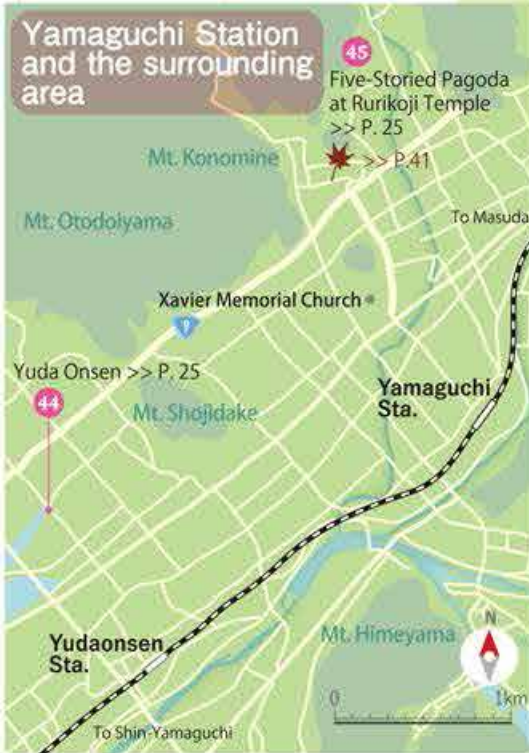 Yamaguchi Station
and the surrounding
area
45
Five-Storied Pagoda
at Rurikoji Temple
>> P. 25
>> P.41
Mt. Konomine
To Masuda
Mt. Otodoiyama
Xavier Memorial Church
9
Yuda Onsen >> P. 25
44
Mt. Shojidake
Yamaguchi
Sta.
Mt. Himeyama
N
Yudaonsen
Sta.
0 1km
To Shin-Yamaguchi